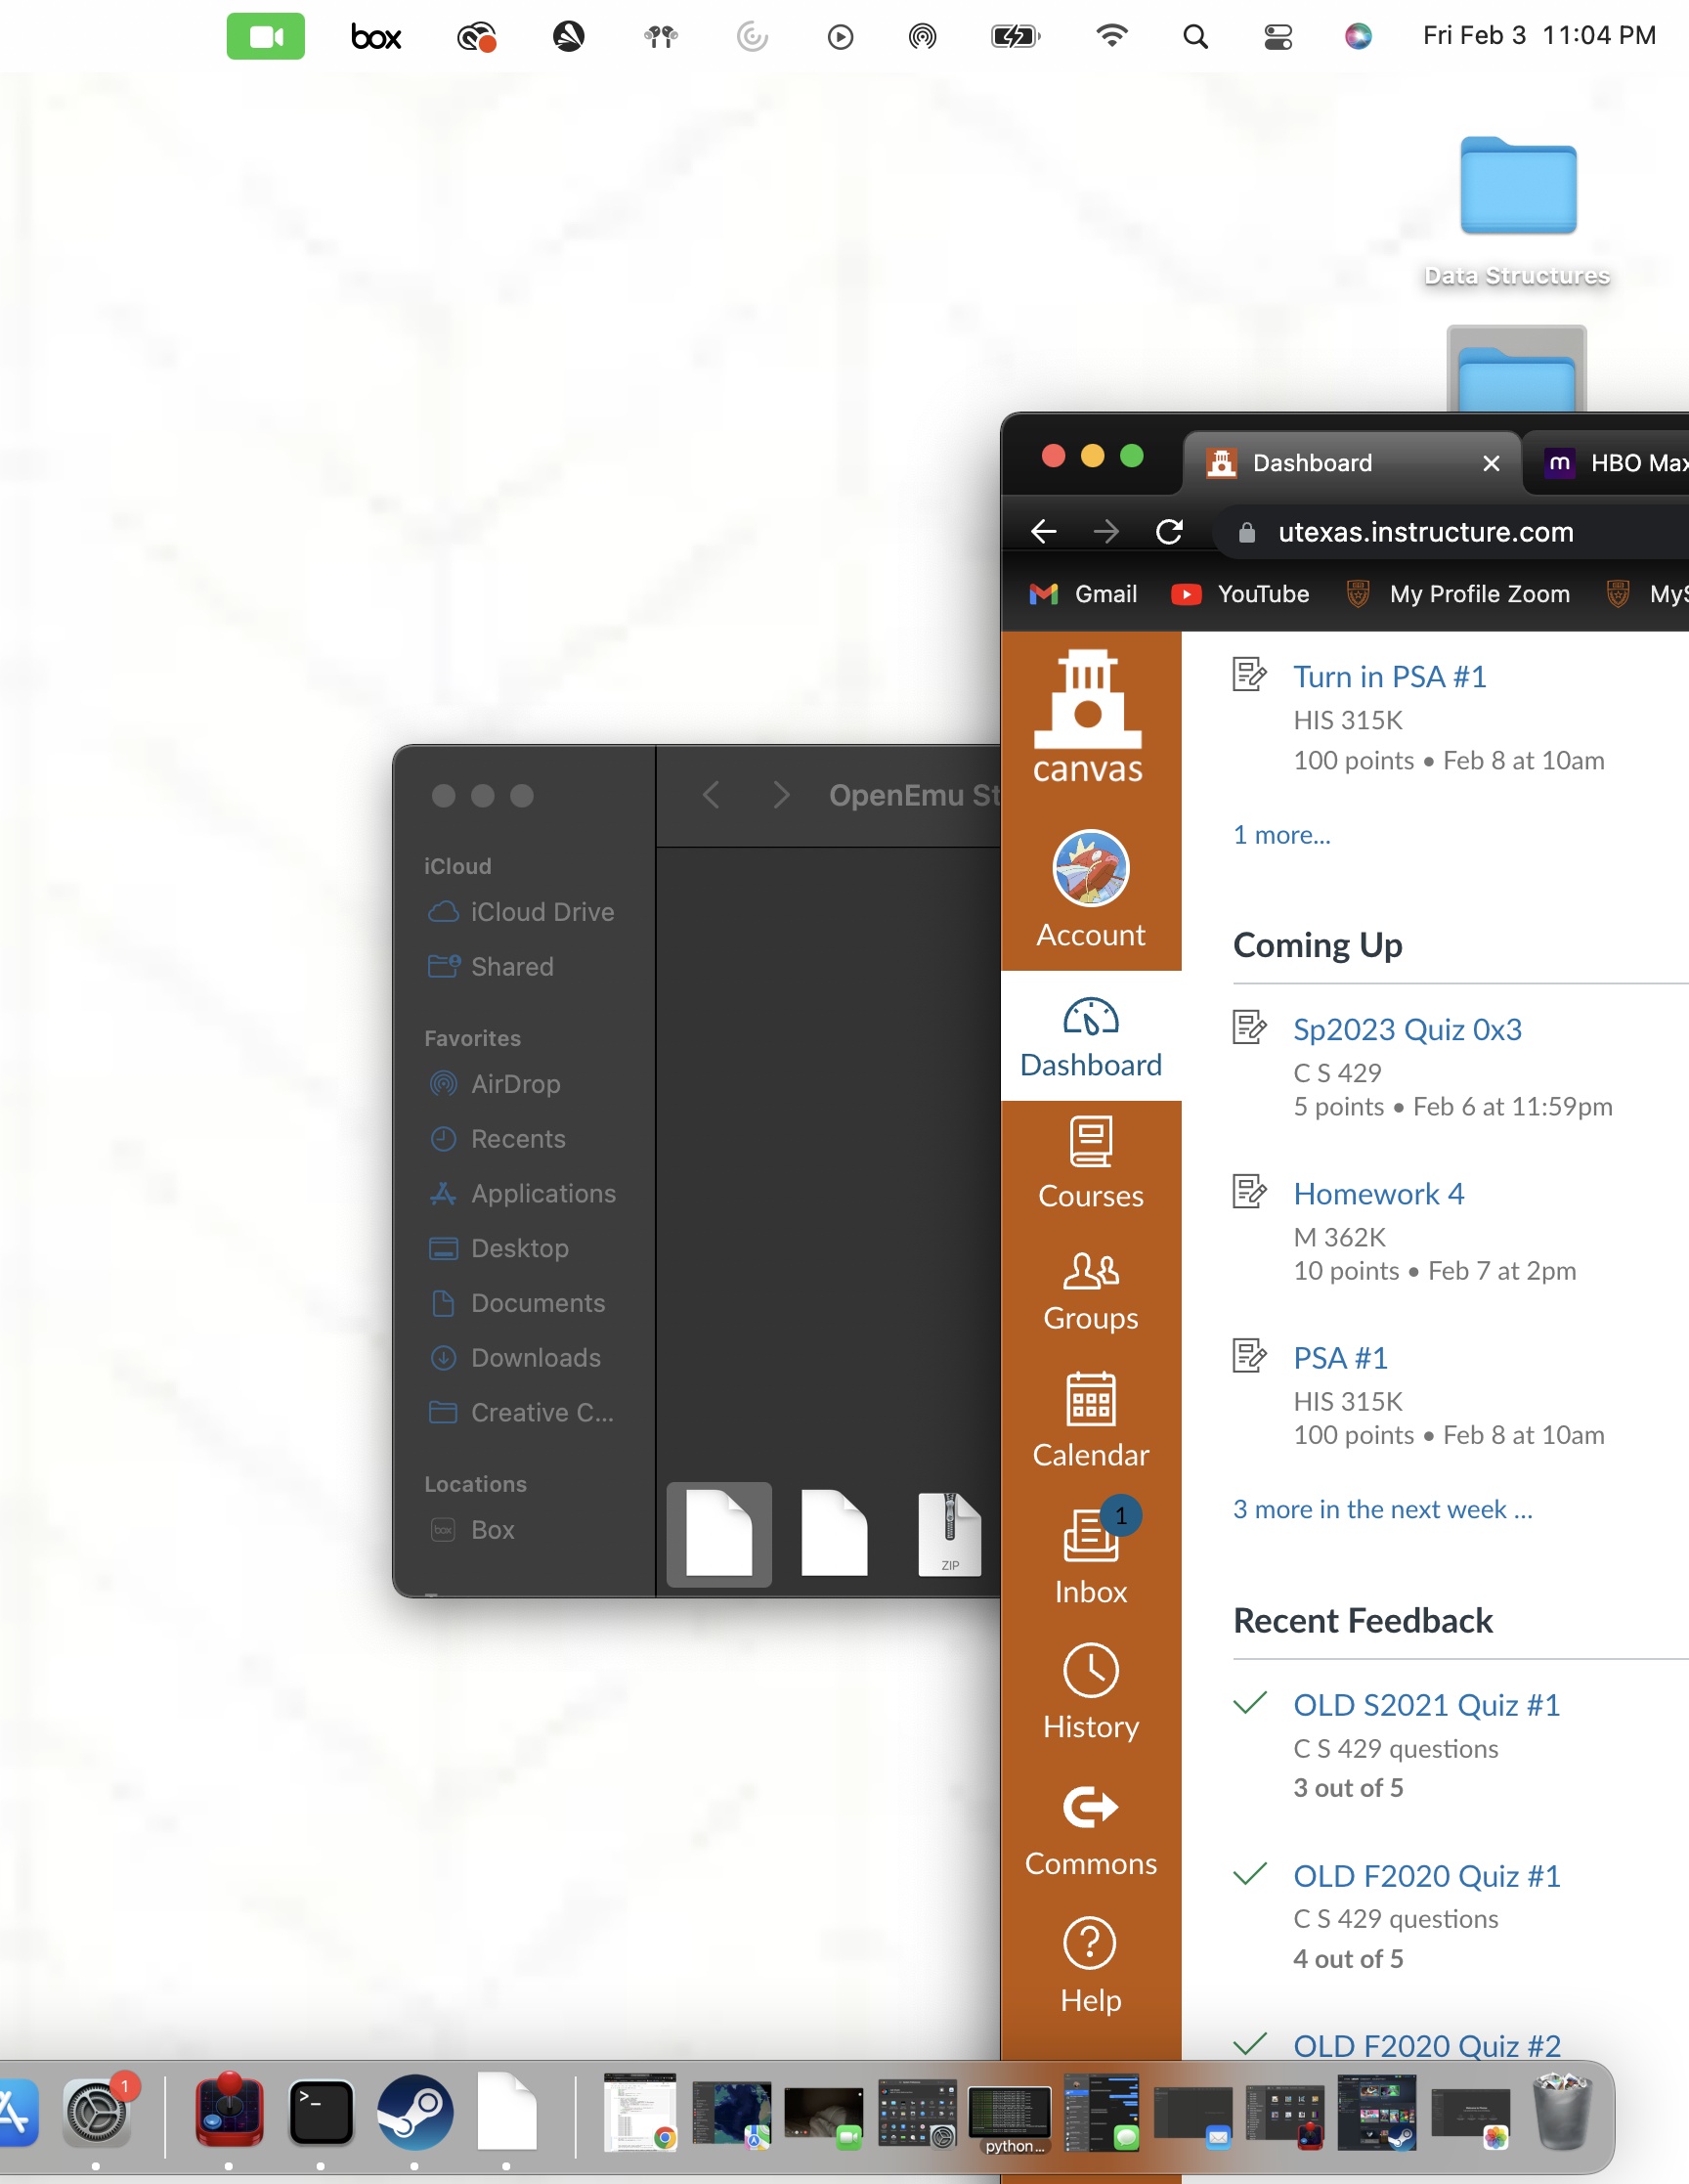 box
Fri Feb 3 11:04 PM
Data Structures
Dashboard
HBO Max
utexas.instructure.com
Gmail
YouTube
My Profile Zoom
canvas
Account
Dashboard
Courses
Groups
Calendar
1
Inbox
History
Commons
Help
Turn in PSA #1
HIS 315K
100 points • Feb 8 at 10am
1 more...
Coming Up
Sp2023 Quiz 0x3
C S 429
5 points • Feb 6 at 11:59pm
Homework 4
M 362K
10 points • Feb 7 at 2pm
PSA #1
HIS 315K
100 points • Feb 8 at 10am
3 more in the next week ...
Recent Feedback
OLD S2021 Quiz #1
C S 429 questions
3 out of 5
OLD F2020 Quiz #1
C S 429 questions
4 out of 5
OLD F2020 Quiz #2
OpenEmu
iCloud
iCloud Drive
Shared
Favorites
AirDrop
Recents
Applications
Desktop
Documents
Downloads
Creative C...
Locations
box
Box
ZIP
1
python ...